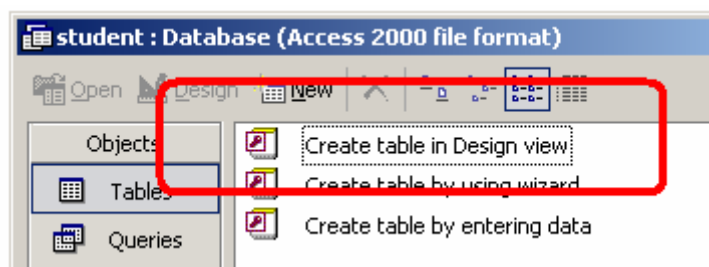 student : Database (Access 2000 file format)
Open Design New
Objects
Create table in Design view
Tables
Create table by using wizard
Queries
Create table by entering data